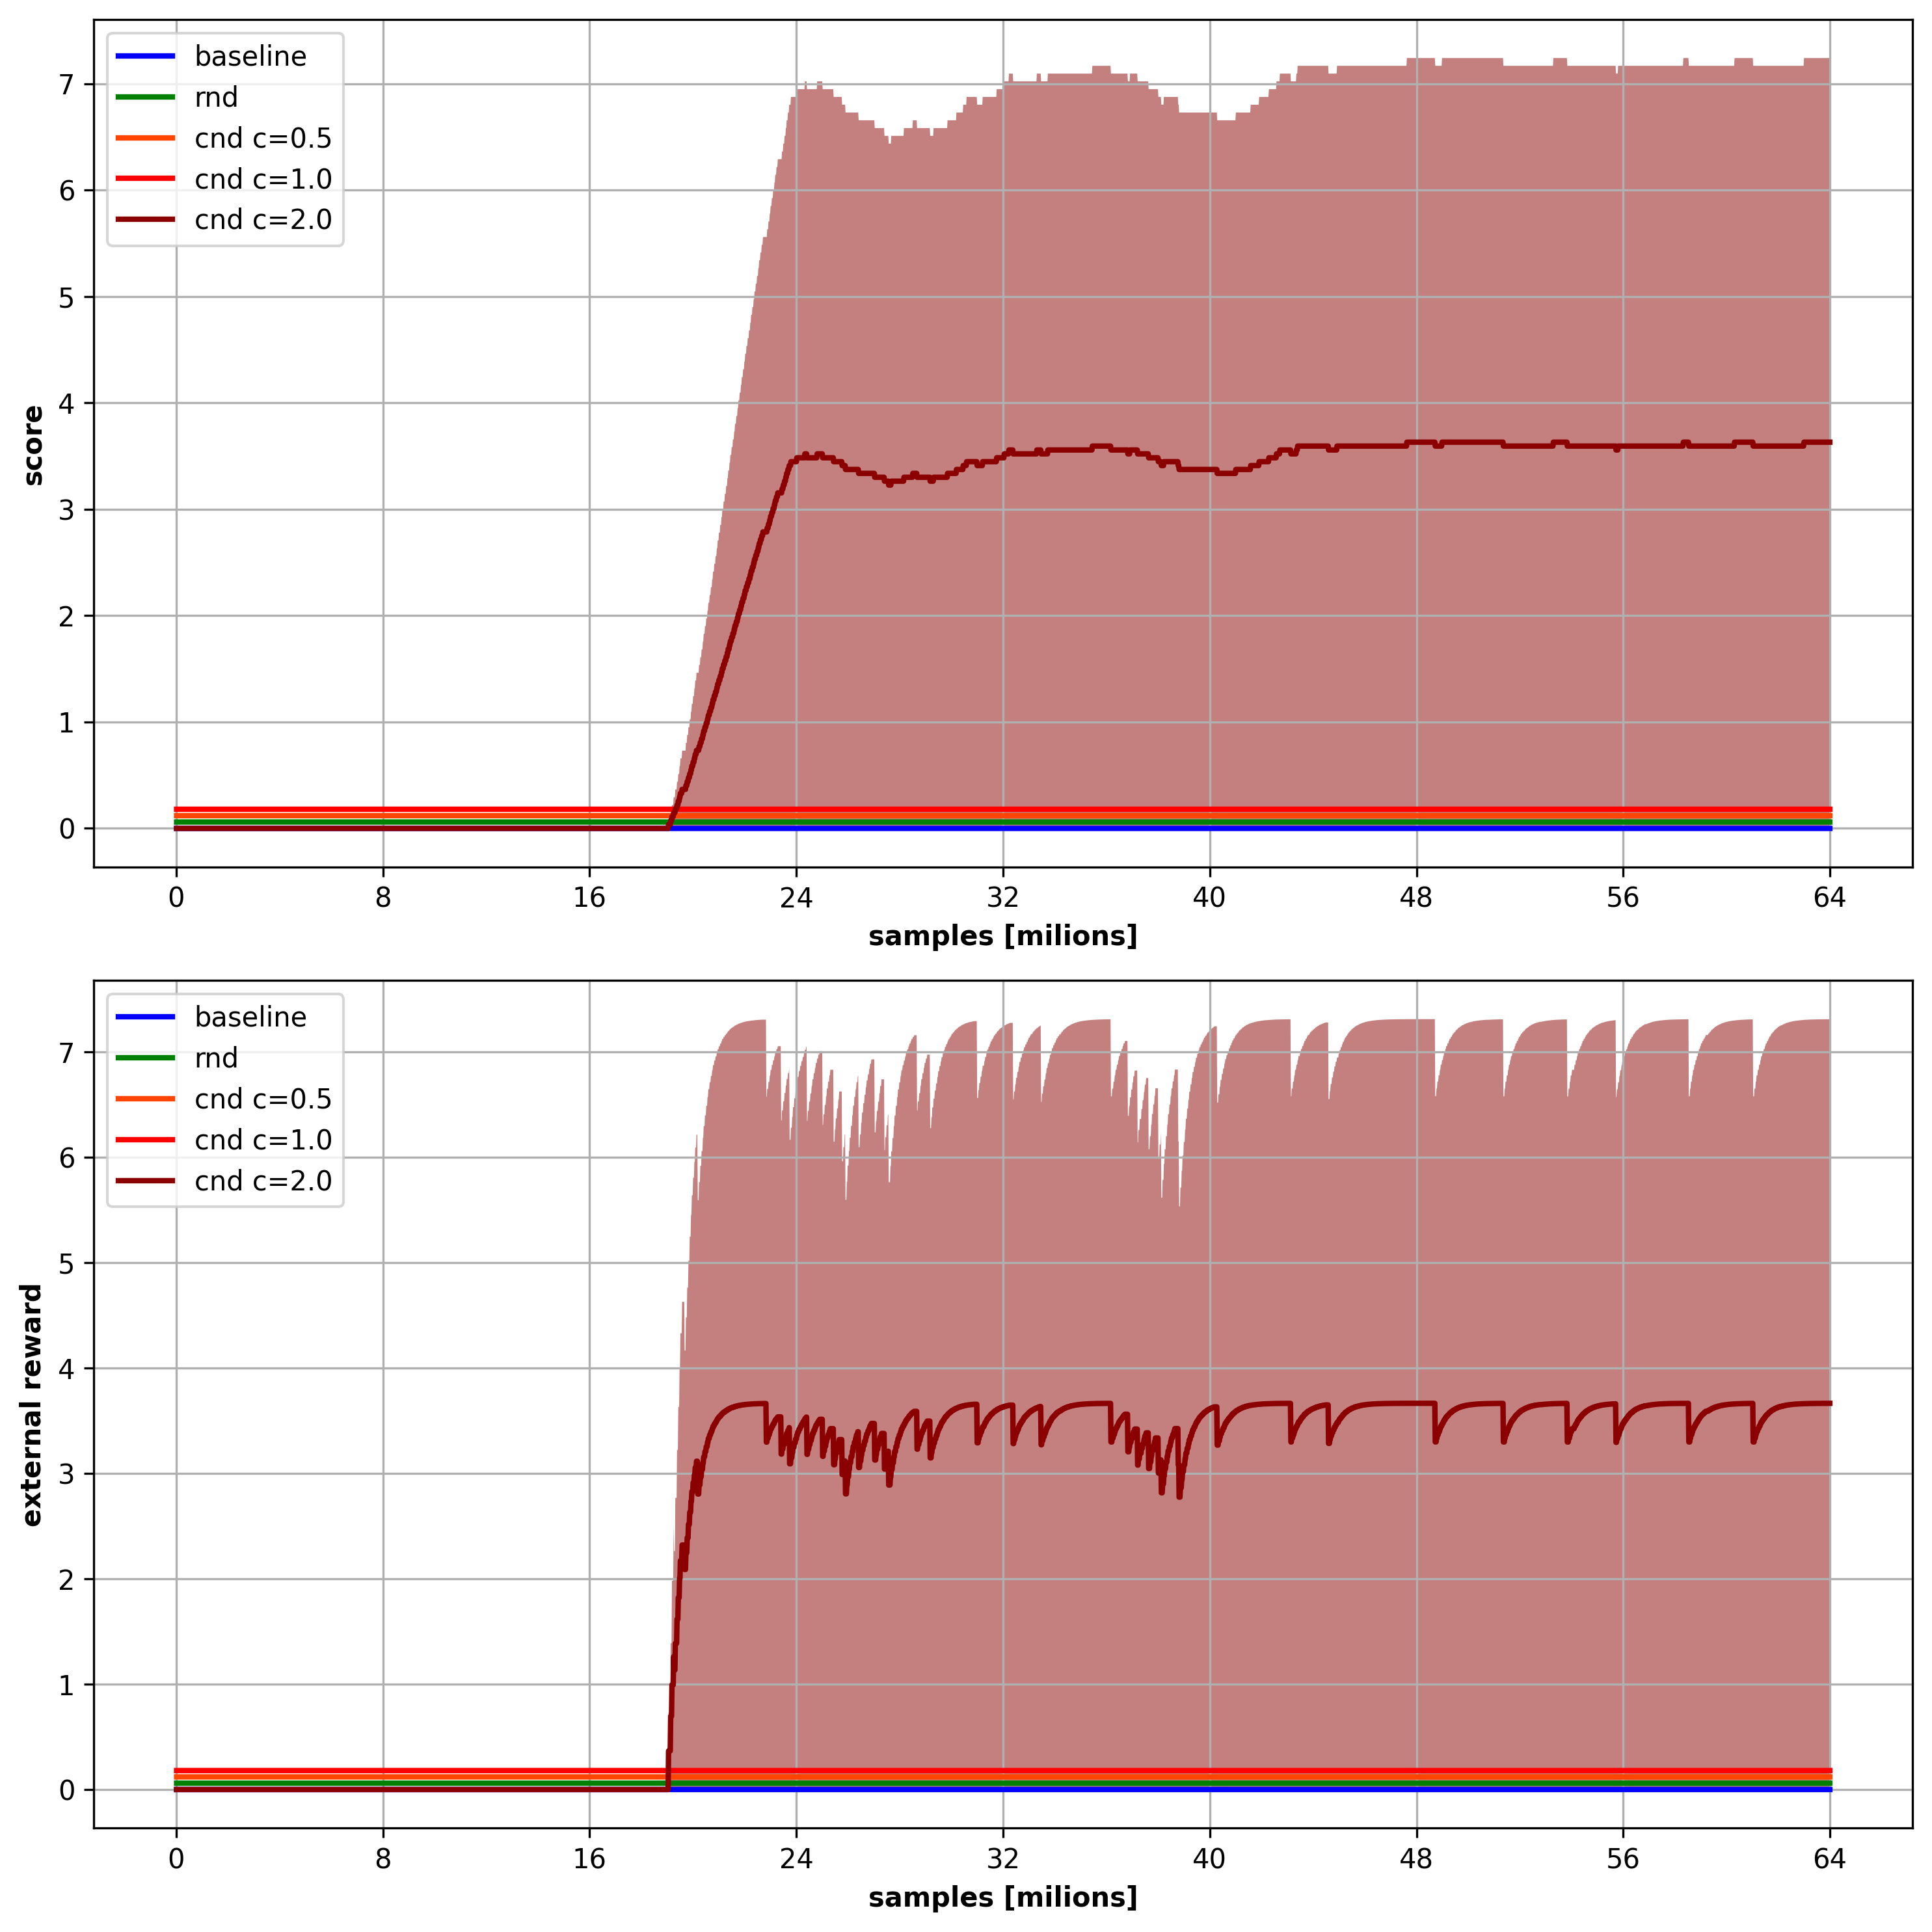 baseline
rnd
cnd c=0.5
cnd c=1.0
cnd c=2.0
7
6
5
4
3
2
1
0
score
0 8 16 24 32 40 48 56 64
samples [milions]
baseline
rnd
cnd c=0.5
cnd c=1.0
cnd c=2.0
7
6
5
4
3
2
1
0
external reward
0 8 16 24 32 40 48 56 64
samples [milions]